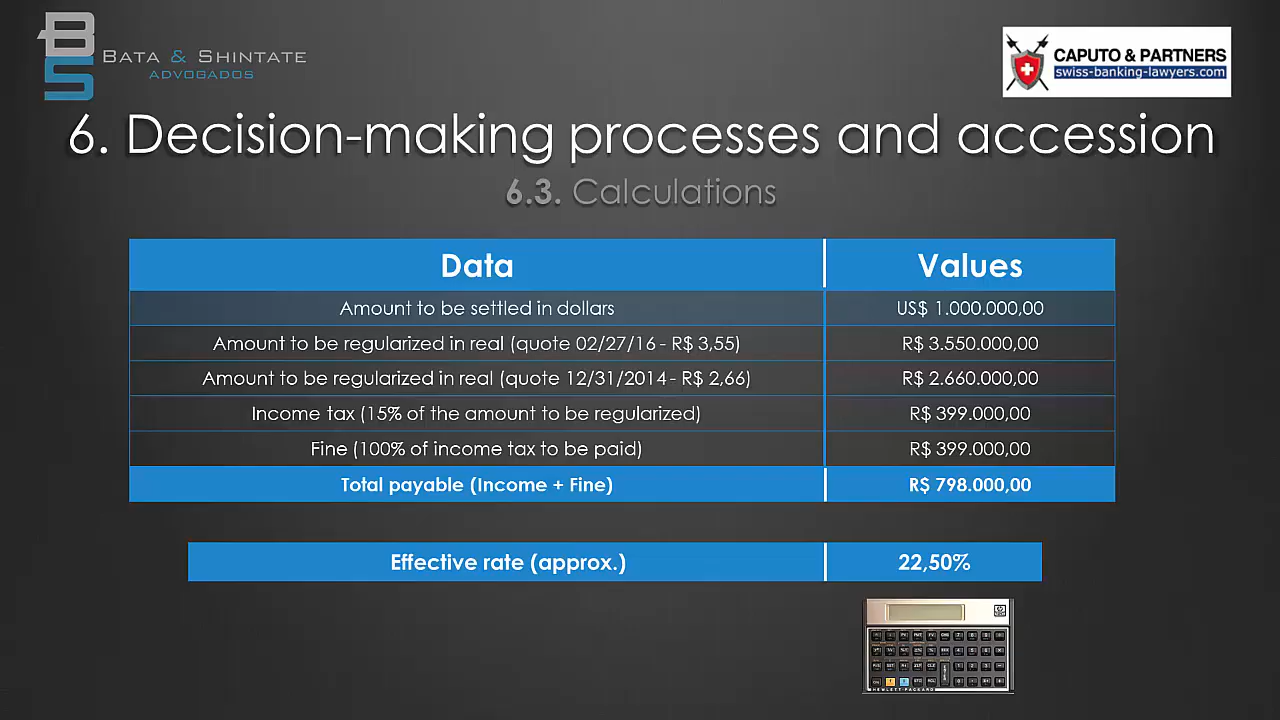 BS
BATA & SHINTATE
ADVOGADOS
CAPUTO & PARTNERS
swiss-banking-lawyers.com
6. Decision-making processes and accession
6.3. Calculations
Data Values
Amount to be settled in dollars US$ 1.000.000,00
Amount to be regularized in real (quote 02/27/16 - R$ 3,55) R$ 3.550.000,00
Amount to be regularized in real (quote 12/31/2014 - R$ 2,66) R$ 2.660.000,00
Income tax (15% of the amount to be regularized) R$ 399.000,00
Fine (100% of income tax to be paid) R$ 399.000,00
Total payable (Income + Fine) R$ 798.000,00
Effective rate (approx.) 22,50%
HEWLETT·PACKARD